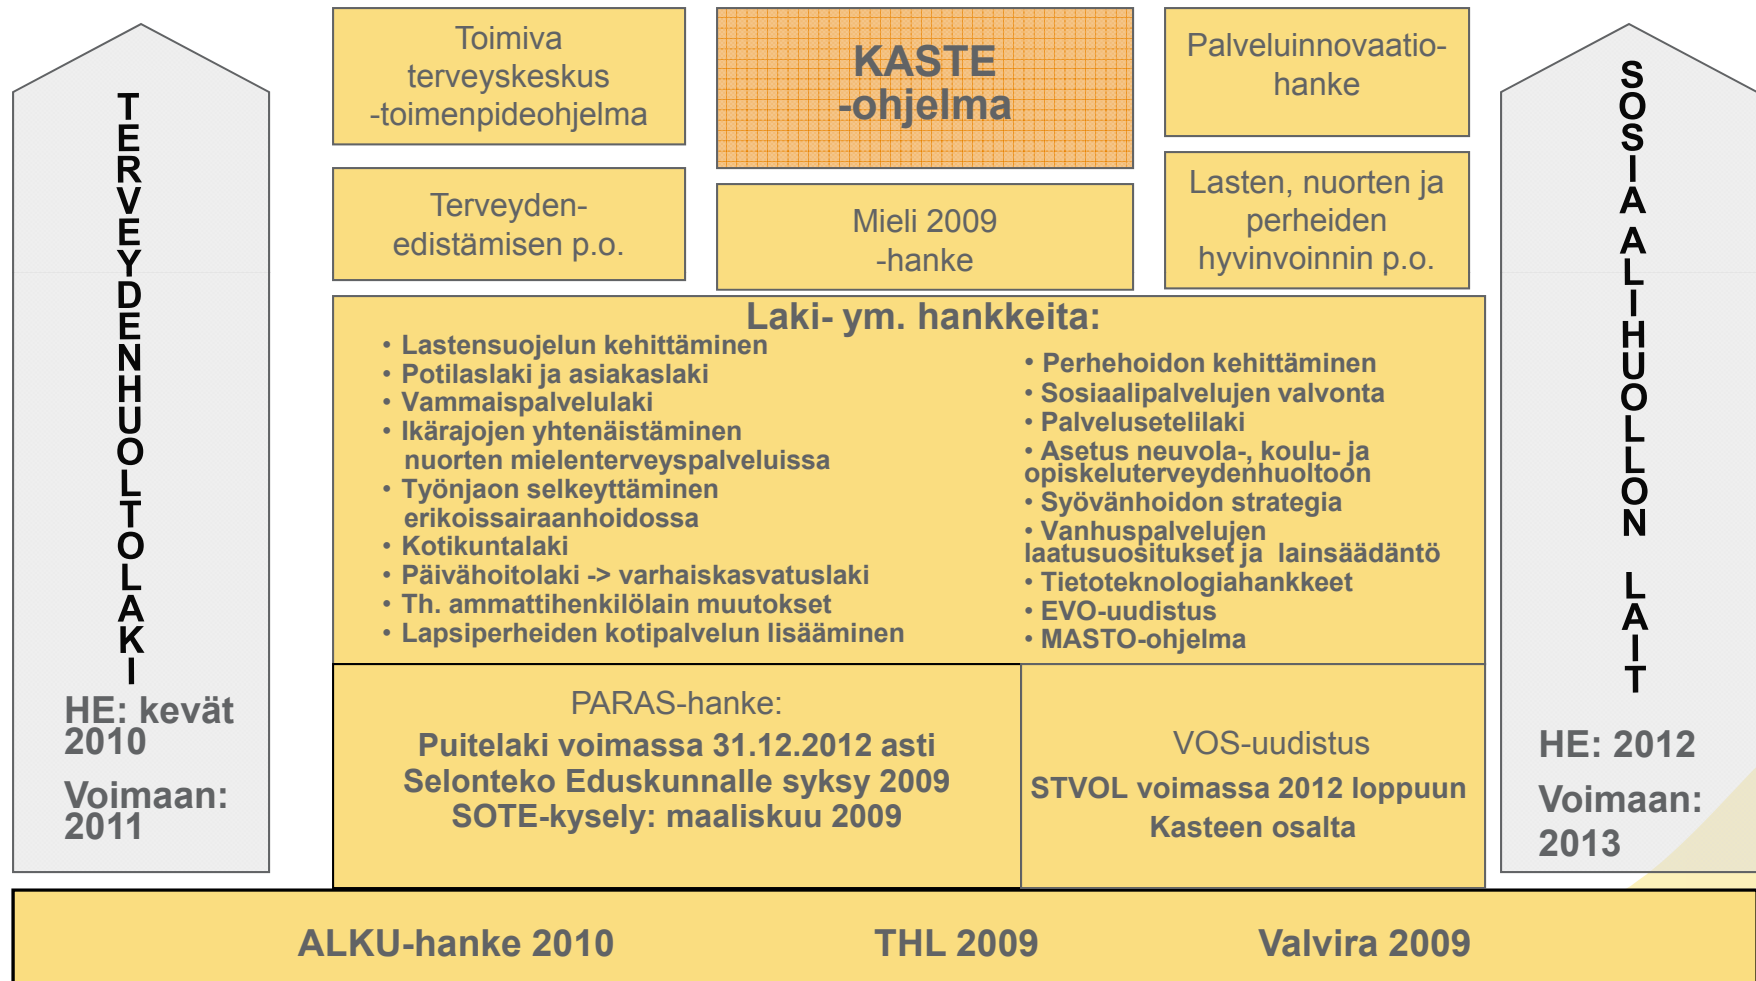 TERVEYDENHUOLTOLAKI
HE: kevät
2010
Voimaan:
2011
Toimiva
terveyskeskus
-toimenpideohjelma
KASTE
-ohjelma
Palveluinnovaatio-
hanke
Terveyden-
edistämisen p.o.
Mieli 2009
-hanke
Lasten, nuorten ja
perheiden
hyvinvoinnin p.o.
Laki- ym. hankkeita:
• Lastensuojelun kehittäminen
• Potilaslaki ja asiakaslaki
• Vammaispalvelulaki
• Ikärajojen yhtenäistäminen
nuorten mielenterveyspalveluissa
• Työnjaon selkeyttäminen
erikoissairaanhoidossa
• Kotikuntalaki
• Päivähoitolaki -> varhaiskasvatuslaki
• Th. ammattihenkilölain muutokset
• Lapsiperheiden kotipalvelun lisääminen
• Perhehoidon kehittäminen
• Sosiaalipalvelujen valvonta
• Palvelusetelilaki
• Asetus neuvola-, koulu- ja
opiskeluterveydenhuoltoon
• Syövänhoidon strategia
• Vanhuspalvelujen
laatusuositukset ja lainsäädäntö
• Tietoteknologiahankkeet
• EVO-uudistus
• MASTO-ohjelma
PARAS-hanke:
Puitelaki voimassa 31.12.2012 asti
Selonteko Eduskunnalle syksy 2009
SOTE-kysely: maaliskuu 2009
VOS-uudistus
STVOL voimassa 2012 loppuun
Kasteen osalta
SOSIAALIHUOLLON LAIT
HE: 2012
Voimaan:
2013
ALKU-hanke 2010 THL 2009 Valvira 2009